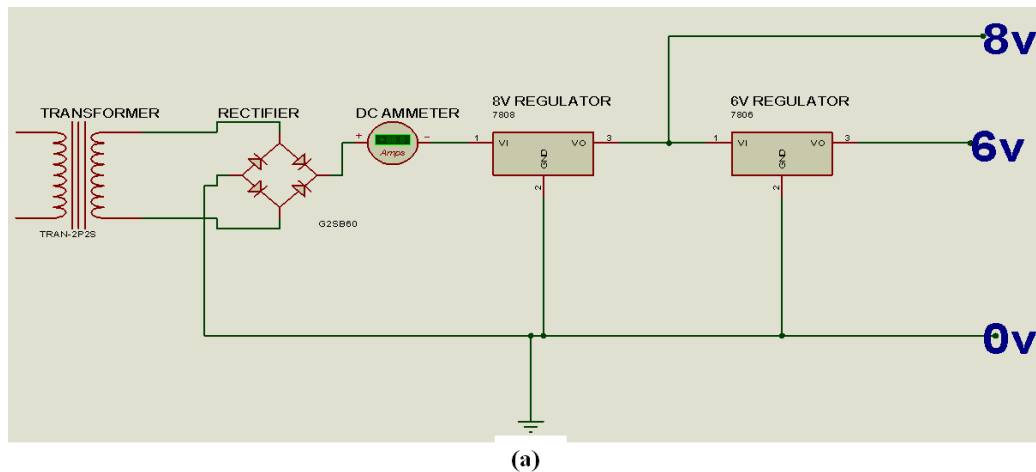 8v
TRANSFORMER RECTIFIER DC AMMETER 8V REGULATOR 6V REGULATOR
7808 7806
+ − 1 VI VO 3 1 VI VO 3 6v
Amps
GND GND
2 2
G2SB60
TRAN-2P2S
0v
(a)